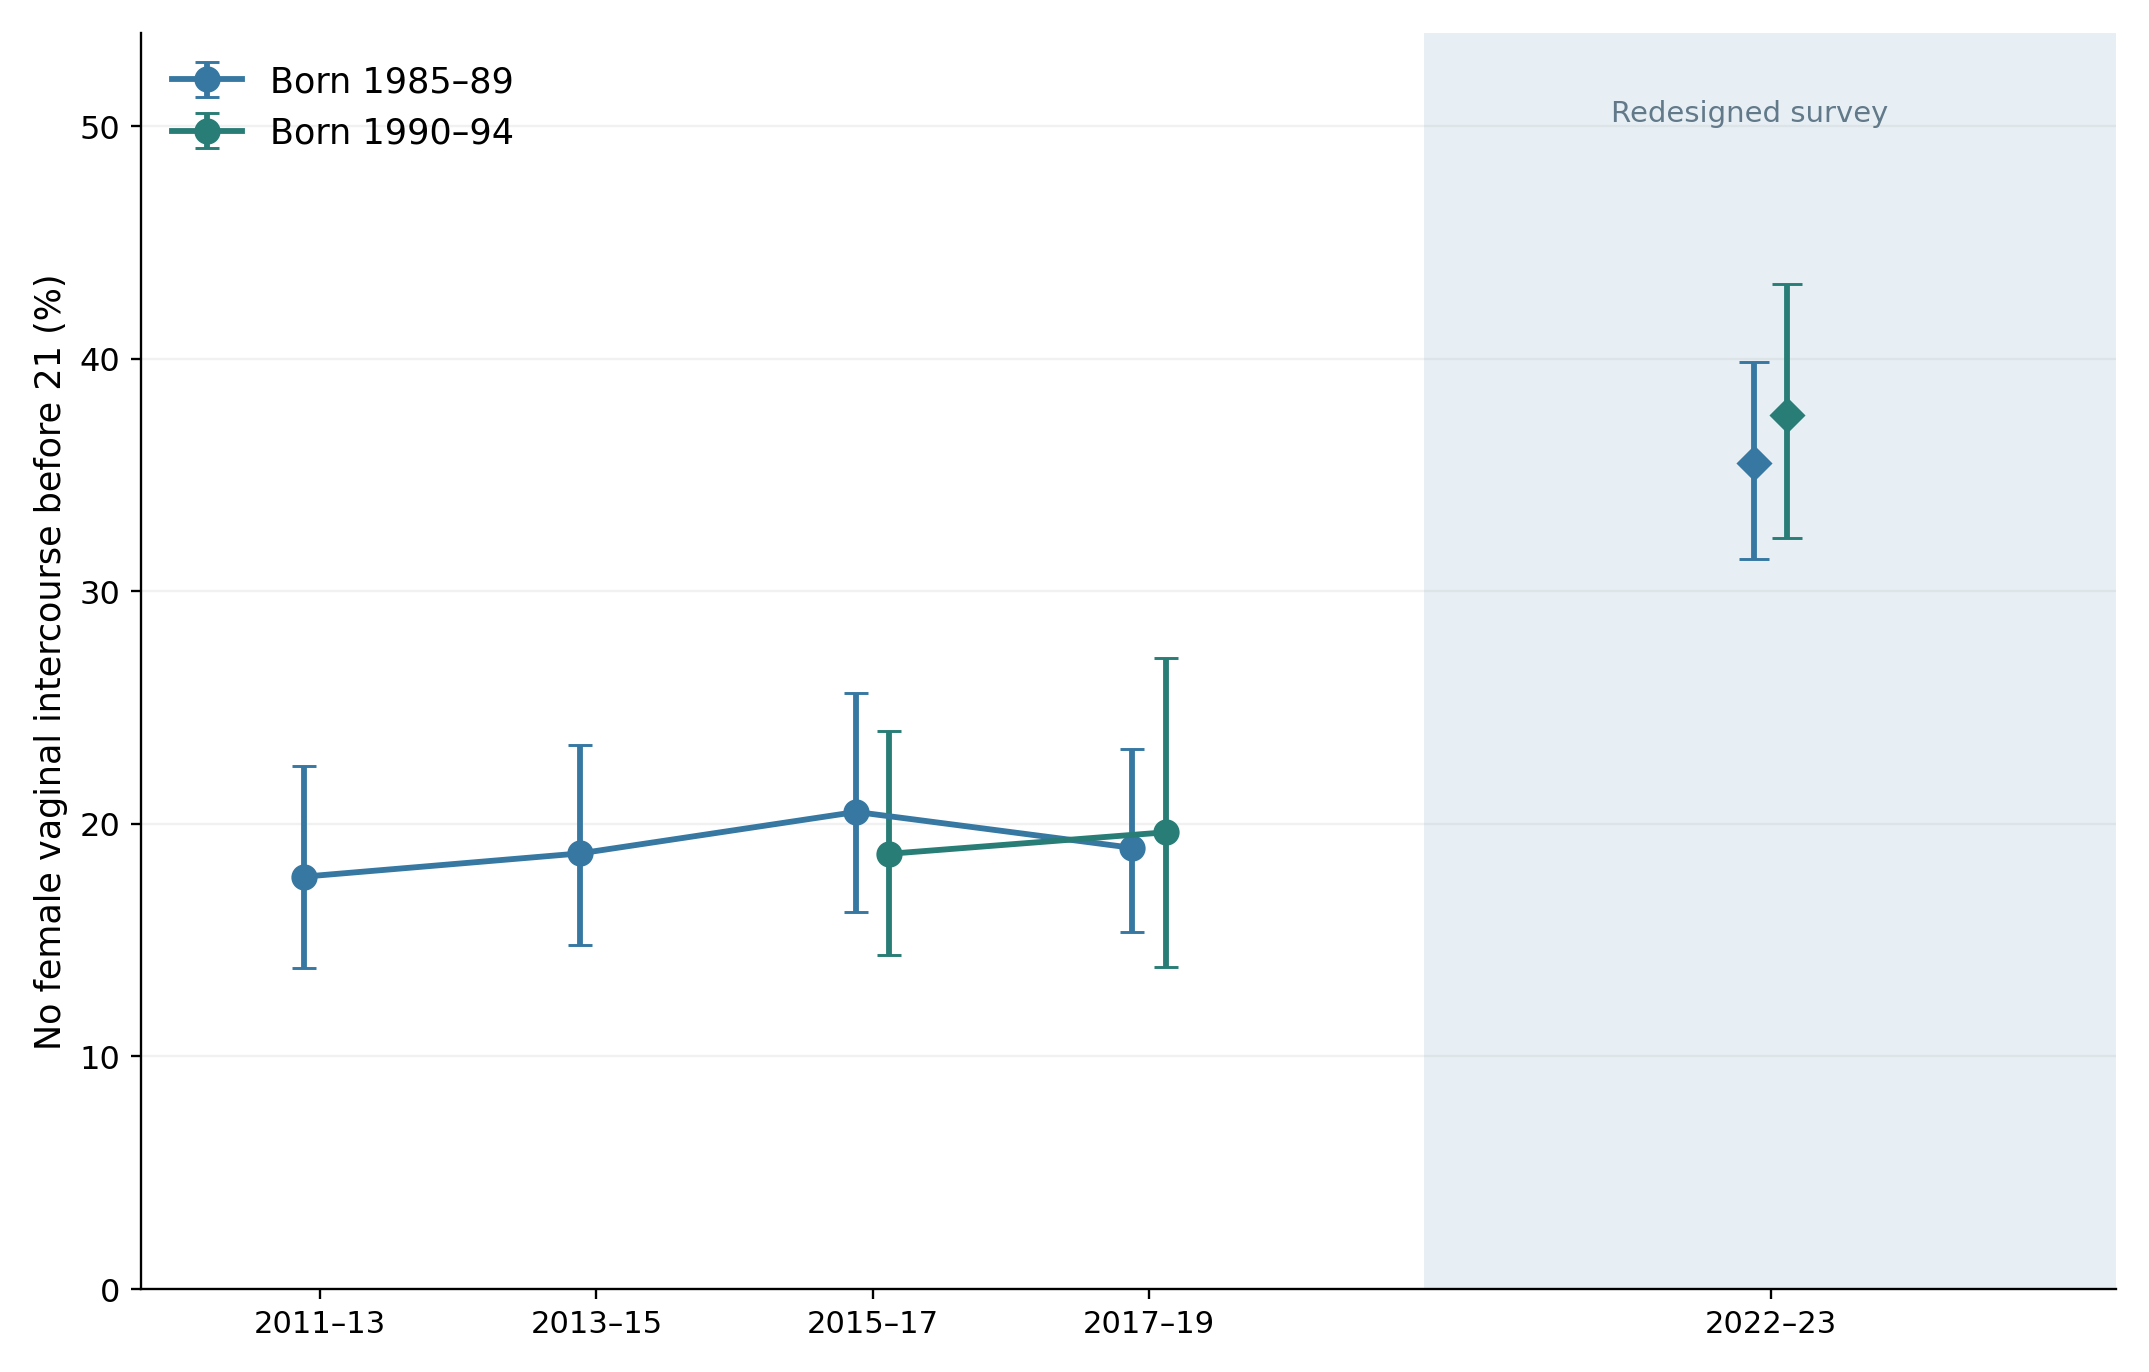 Born 1985–89
Born 1990–94
Redesigned survey
No female vaginal intercourse before 21 (%)
50
40
30
20
10
0
2011–13
2013–15
2015–17
2017–19
2022–23